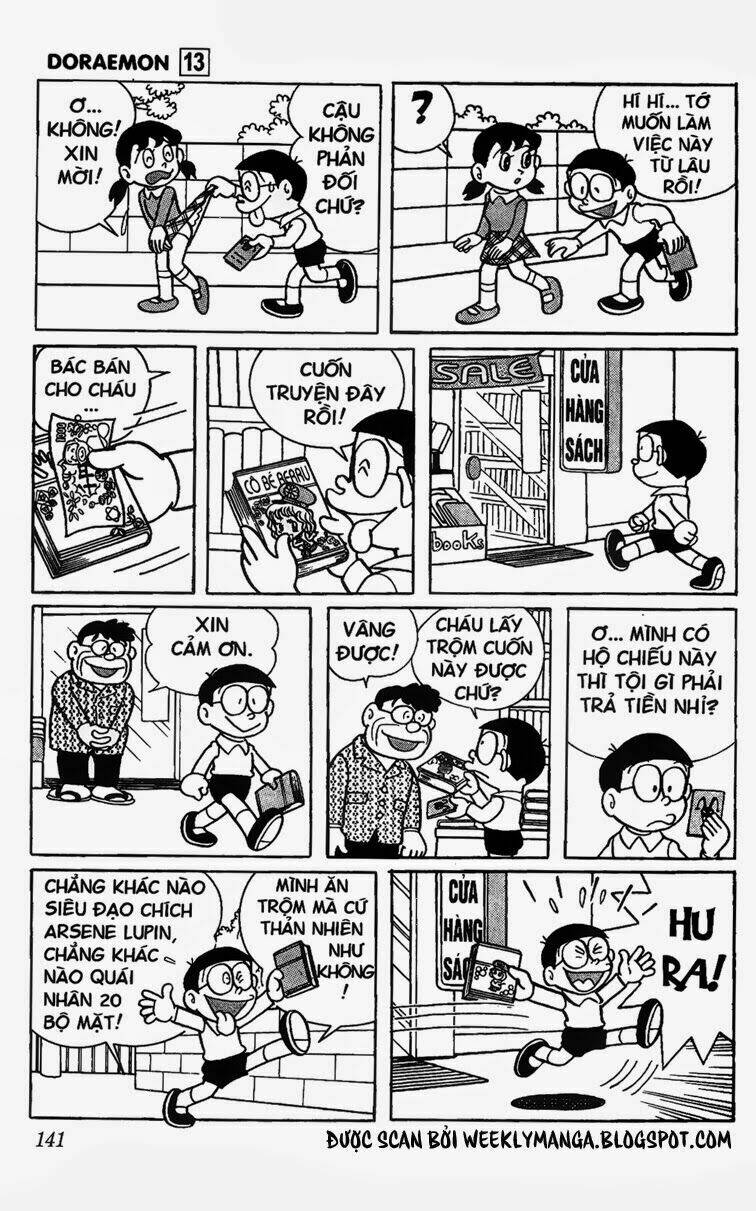 DORAEMON 13
HÍ HÍ... TỚ
MUỐN LÀM
VIỆC NÀY
TỪ LÂU
RỒI!
?
CẬU
KHÔNG
PHẢN
ĐỐI
CHỨ?
Ơ...
KHÔNG!
XIN
MỜI!
SALE
CỬA
HÀNG
SÁCH
books
CUỐN
TRUYỆN ĐÂY
RỒI!
CÔ BÉ AFARU
BÁC BÁN
CHO CHÁU
...
Ơ... MÌNH CÓ
HỘ CHIẾU NÀY
THÌ TỘI GÌ PHẢI
TRẢ TIỀN NHỈ?
CHÁU LẤY
TRỘM CUỐN
NÀY ĐƯỢC
CHỨ?
VÂNG
ĐƯỢC!
XIN
CẢM ƠN.
CỬA
HÀNG
SÁC
HU
RA!
MÌNH ĂN
TRỘM MÀ CỨ
THẢN NHIÊN
NHƯ
KHÔNG
!
CHẲNG KHÁC NÀO
SIÊU ĐẠO CHÍCH
ARSENE LUPIN,
CHẲNG KHÁC
NÀO QUÁI
NHÂN 20
BỘ MẶT!
141
ĐƯỢC SCAN BỞI WEEKLYMANGA.BLOGSPOT.COM